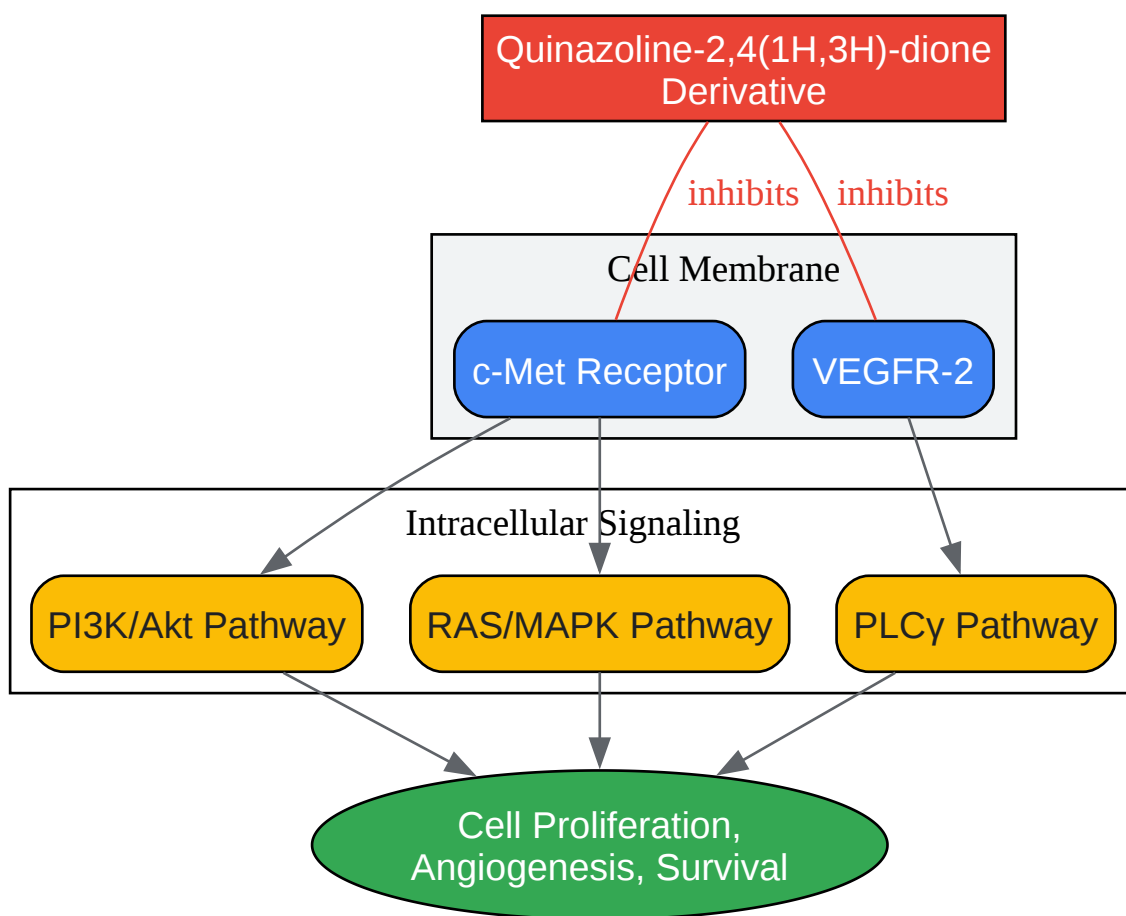 Quinazoline-2,4(1H,3H)-dione
Derivative
inhibits
inhibits
Cell Membrane
c-Met Receptor
VEGFR-2
Intracellular Signaling
PI3K/Akt Pathway
RAS/MAPK Pathway
PLCγ Pathway
Cell Proliferation,
Angiogenesis, Survival